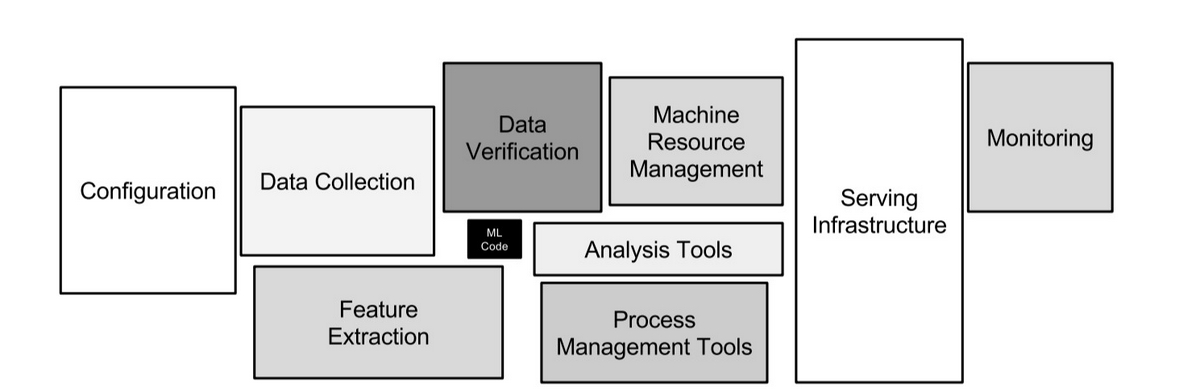 Configuration
Data Collection
Data
Verification
Machine
Resource
Management
Monitoring
Serving
Infrastructure
ML
Code
Analysis Tools
Feature
Extraction
Process
Management Tools